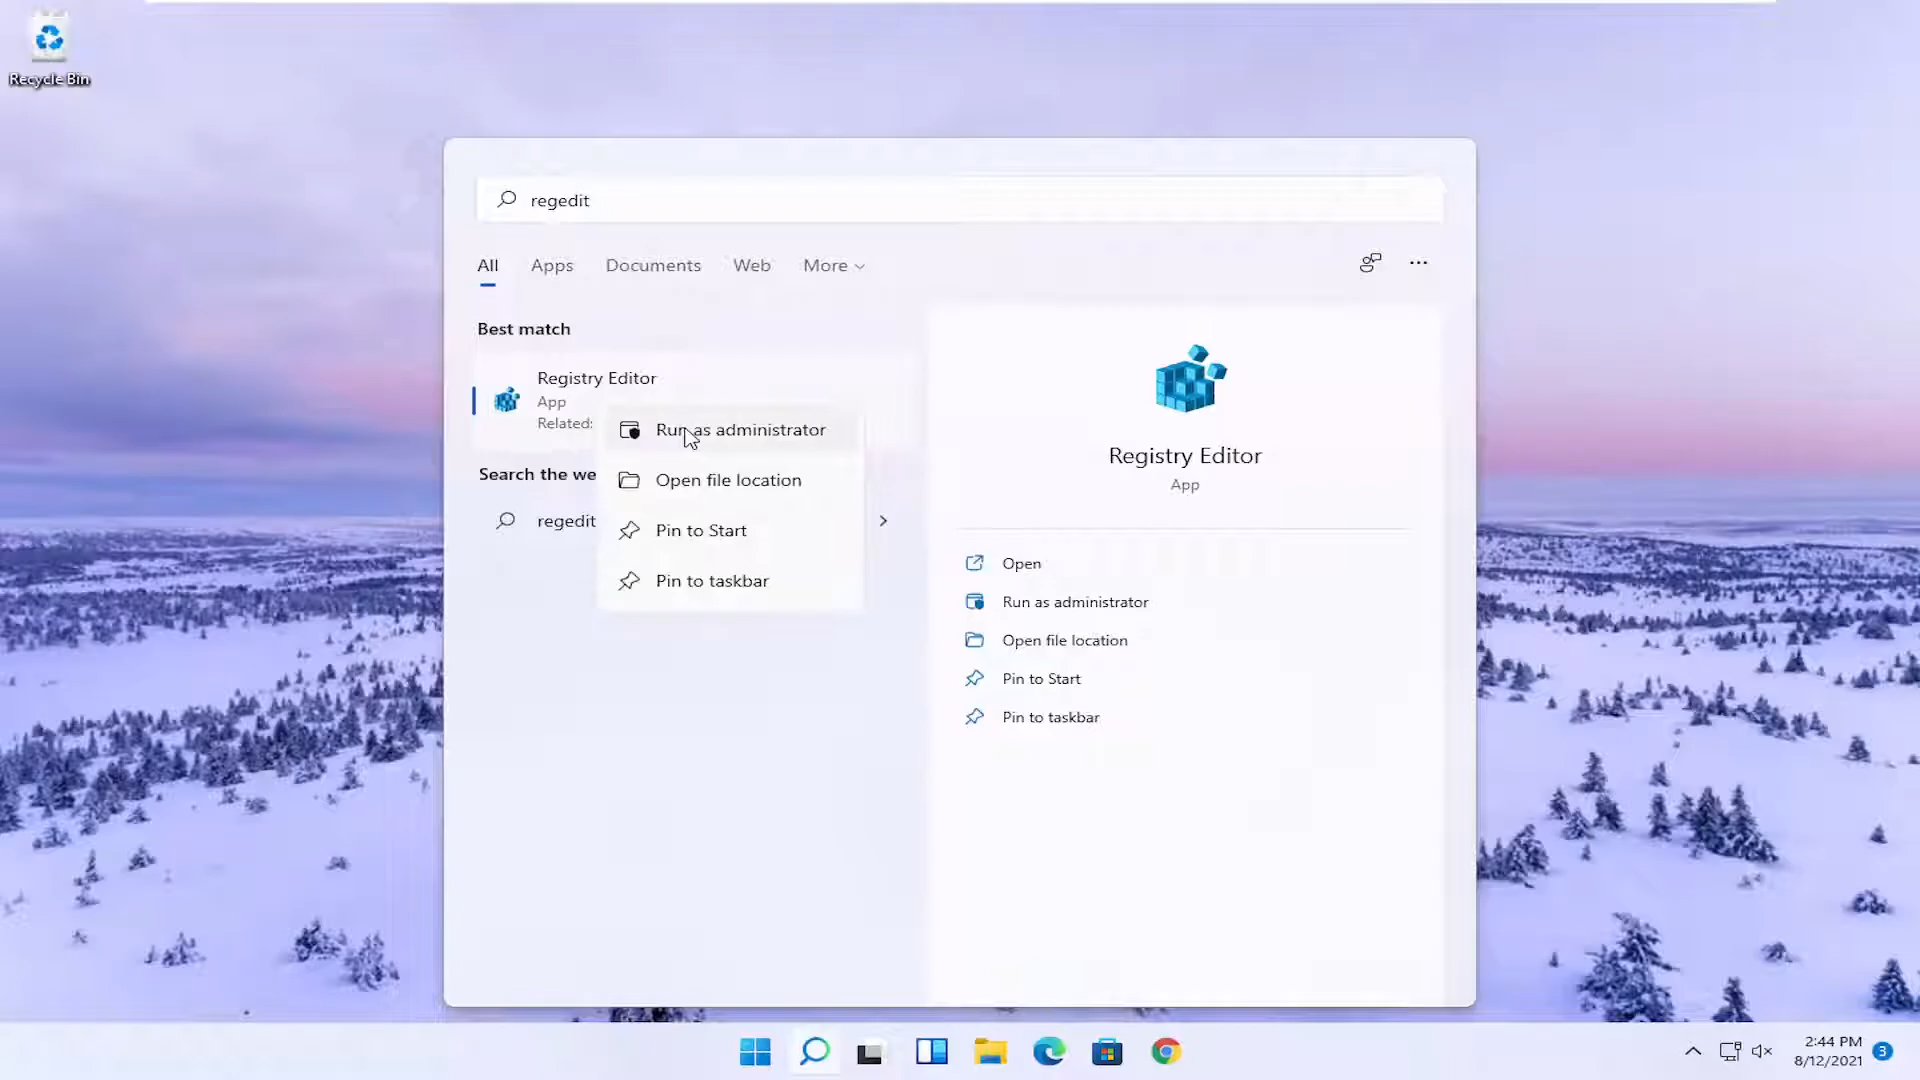 Recycle Bin
regedit
All Apps Documents Web More
Best match
Registry Editor
App
Related:
Run as administrator
Open file location
Pin to Start
Pin to taskbar
Search the we
regedit
Registry Editor
App
Open
Run as administrator
Open file location
Pin to Start
Pin to taskbar
2:44 PM
8/12/2021
3